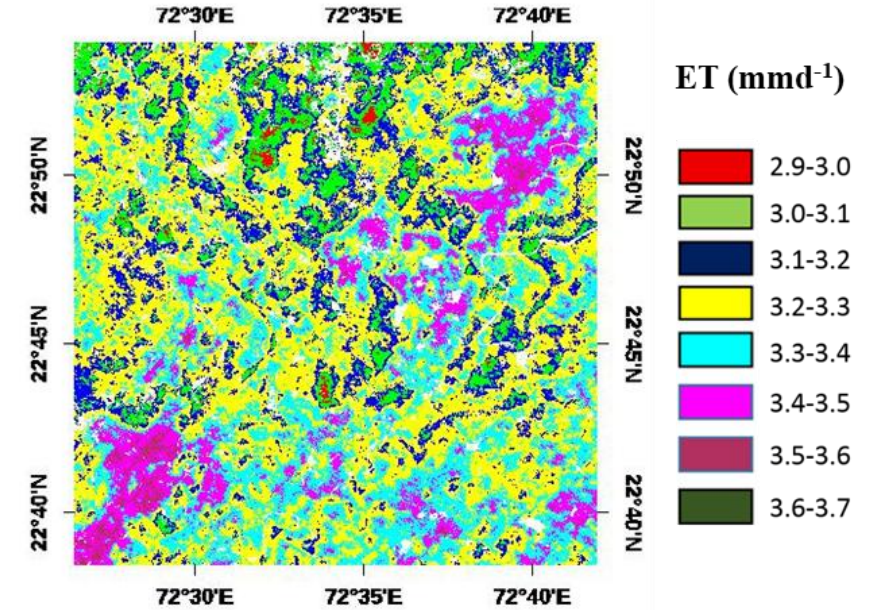 72°30'E 72°35'E 72°40'E
ET (mmd-1)
22°50'N 22°50'N
22°45'N 22°45'N
22°40'N 22°40'N
72°30'E 72°35'E 72°40'E
2.9-3.0
3.0-3.1
3.1-3.2
3.2-3.3
3.3-3.4
3.4-3.5
3.5-3.6
3.6-3.7